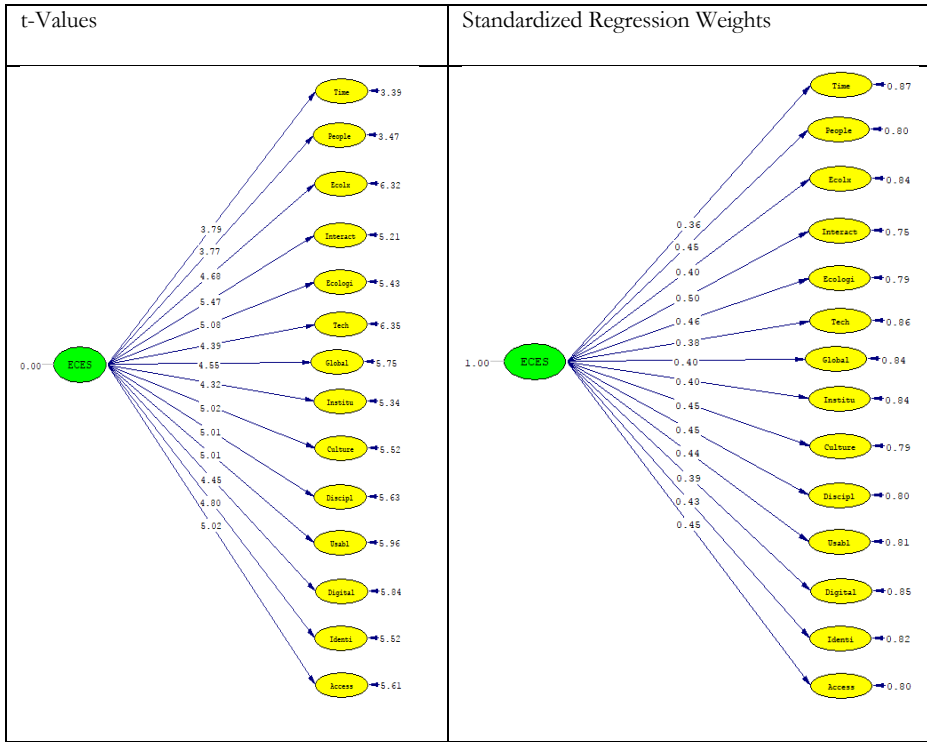 t-Values
Standardized Regression Weights
Time 3.39
People 3.47
Ecolx 6.32
Interact 5.21
Ecologi 5.43
Tech 6.35
Global 5.75
Institu 5.34
Culture 5.52
Discipl 5.63
Usabl 5.96
Digital 5.84
Identi 5.52
Access 5.61
0.00 ECES
3.79
3.77
4.68
5.47
5.08
4.39
4.55
4.32
5.02
5.01
5.01
4.45
4.80
5.02
Time 0.87
People 0.80
Ecolx 0.84
Interact 0.75
Ecologi 0.79
Tech 0.86
Global 0.84
Institu 0.84
Culture 0.79
Discipl 0.80
Usabl 0.81
Digital 0.85
Identi 0.82
Access 0.80
1.00 ECES
0.36
0.45
0.40
0.50
0.46
0.38
0.40
0.40
0.45
0.45
0.44
0.39
0.43
0.45